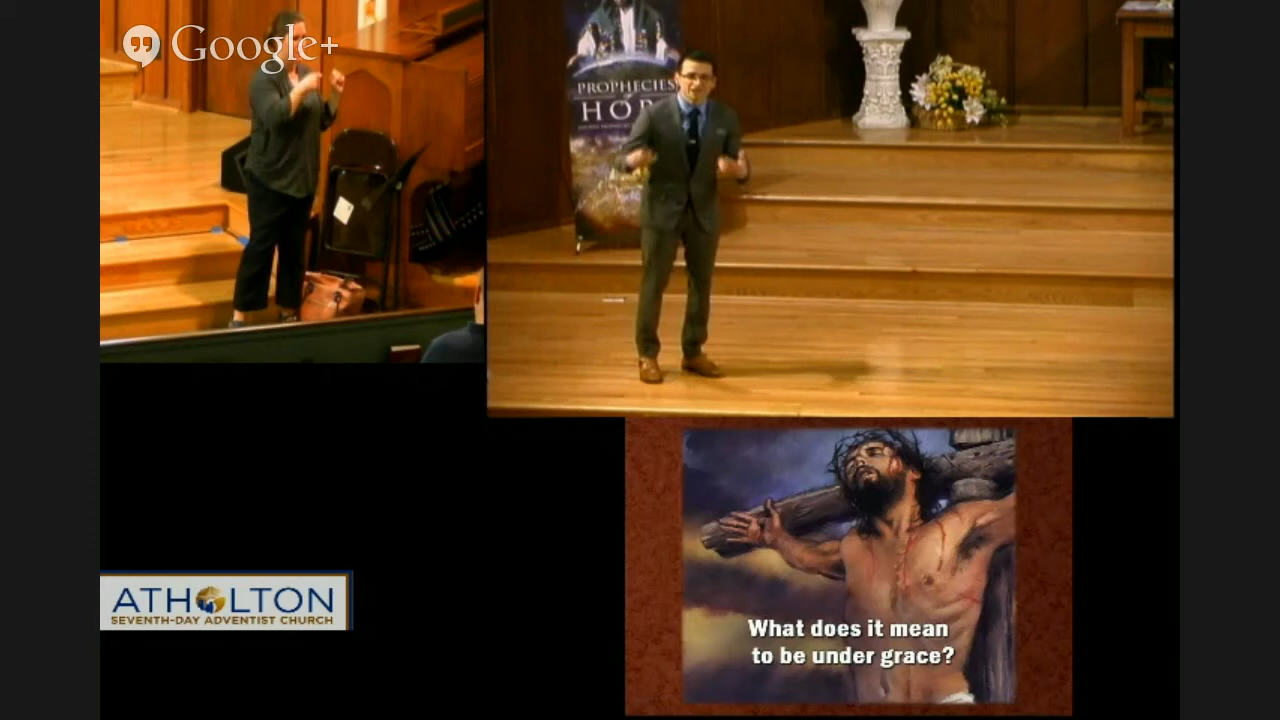 Google+
PROPHECIES
HOP
ATHOLTON
SEVENTH-DAY ADVENTIST CHURCH
What does it mean
to be under grace?